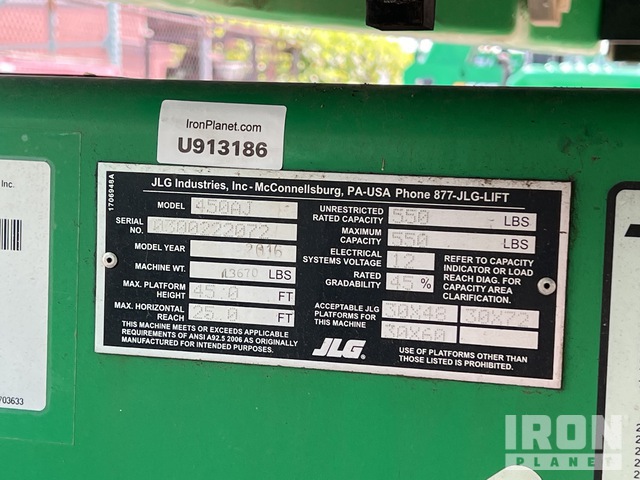 IronPlanet.com
U913186
Inc.
1706946A
JLG Industries, Inc - McConnellsburg, PA-USA Phone 877-JLG-LIFT
MODEL 450AJ
SERIAL NO. 0300222072
MODEL YEAR 2016
MACHINE WT. 13670 LBS
MAX. PLATFORM HEIGHT 45.0 FT
MAX. HORIZONTAL REACH 25.0 FT
THIS MACHINE MEETS OR EXCEEDS APPLICABLE
REQUIREMENTS OF ANSI A92.5 2006 AS ORIGINALLY
MANUFACTURED FOR INTENDED PURPOSES.
UNRESTRICTED RATED CAPACITY 550 LBS
MAXIMUM CAPACITY 550 LBS
ELECTRICAL SYSTEMS VOLTAGE 12
RATED GRADABILITY 45 %
REFER TO CAPACITY
INDICATOR OR LOAD
REACH DIAG. FOR
CAPACITY AREA
CLARIFICATION.
ACCEPTABLE JLG
PLATFORMS FOR
THIS MACHINE
30X48 30X72
30X60
JLG
USE OF PLATFORMS OTHER THAN
THOSE LISTED IS PROHIBITED.
703633
IRON
PLANET